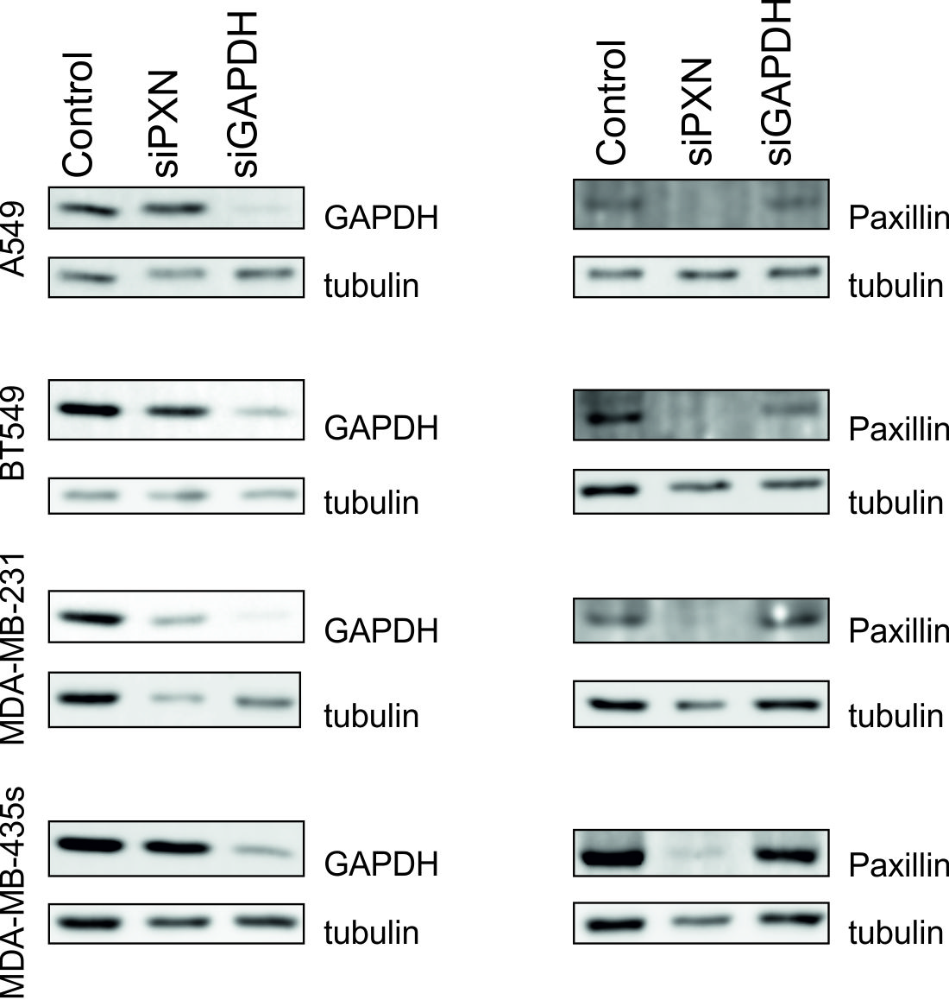 Control siPXN siGAPDH
Control siPXN siGAPDH
A549
GAPDH
Paxillin
tubulin
tubulin
BT549
GAPDH
Paxillin
tubulin
tubulin
MDA-MB-231
GAPDH
Paxillin
tubulin
tubulin
MDA-MB-435s
GAPDH
Paxillin
tubulin
tubulin